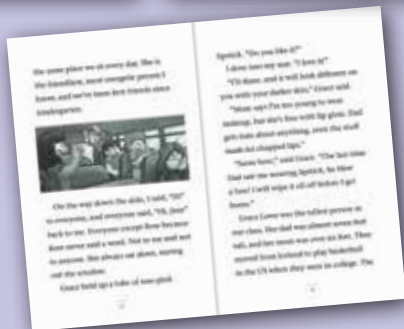 the same place we sit every day. She is
the friendliest, most energetic person I
know, and we've been best friends since
kindergarten.
On the way down the aisle, I said, "Hi"
to everyone, and everyone said, "Hi, Jess"
back to me. Everyone except Rose because
Rose never said a word. Not to me and not
to anyone. She always sat alone, staring
out the window.
Grace held up a tube of rose-pink
lipstick. "Do you like it?"
I slid into my seat. "I love it!"
and it will look different on
you with your darker skin," Grace said.
"Mom says I'm too young to wear
makeup, but she's fine with lip gloss. Dad
gets fussy about anything, even the stuff
made for chapped lips."
"Same here," said Grace. "The last time
Dad saw me wearing lipstick, he threw
a fit! I will wipe it off before I get
home."
Grace Love was the tallest person in
our class. Her dad was almost seven feet
tall, and her mom was over six feet. They
moved from Iceland to play basketball
in the US when they were in college. The